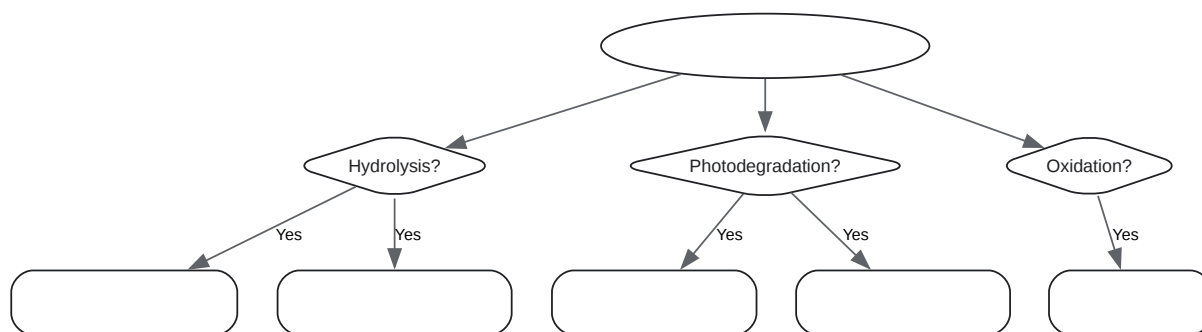 Hydrolysis?
Photodegradation?
Oxidation?
Yes
Yes
Yes
Yes
Yes